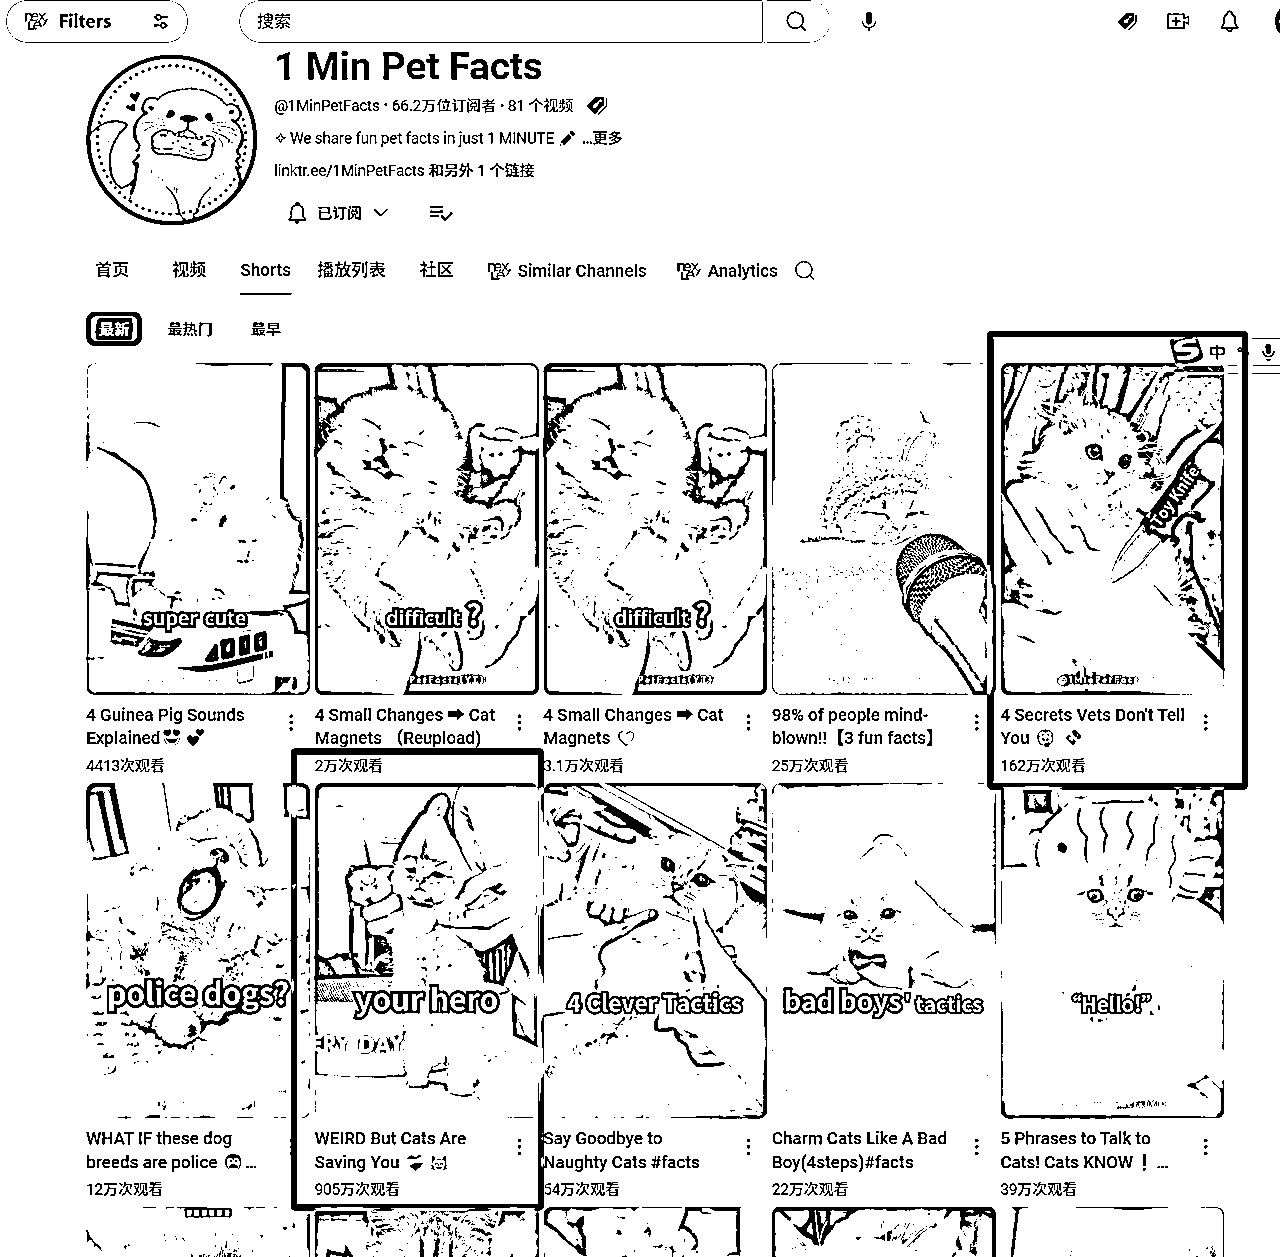 Filters
搜索
1 Min Pet Facts
@1MinPetFacts · 66.2万位订阅者 · 81 个视频
✧ We share fun pet facts in just 1 MINUTE ...更多
linktr.ee/1MinPetFacts 和另外 1 个链接
已订阅
首页 视频 Shorts 播放列表 社区 Similar Channels Analytics
最新 最热门 最早
中
Toy Knife
super cute
difficult ?
difficult ?
4 Guinea Pig Sounds
Explained
4413次观看
4 Small Changes ➡ Cat
Magnets （Reupload)
2万次观看
4 Small Changes ➡ Cat
Magnets ♡
3.1万次观看
98% of people mind-
blown!!【3 fun facts】
25万次观看
4 Secrets Vets Don't Tell
You
162万次观看
police dogs?
your hero
4 Clever Tactics
bad boys' tactics
“Hello!”
ERY DAY
WHAT IF these dog
breeds are police ...
12万次观看
WEIRD But Cats Are
Saving You
905万次观看
Say Goodbye to
Naughty Cats #facts
54万次观看
Charm Cats Like A Bad
Boy(4steps)#facts
22万次观看
5 Phrases to Talk to
Cats! Cats KNOW ❗ ...
39万次观看